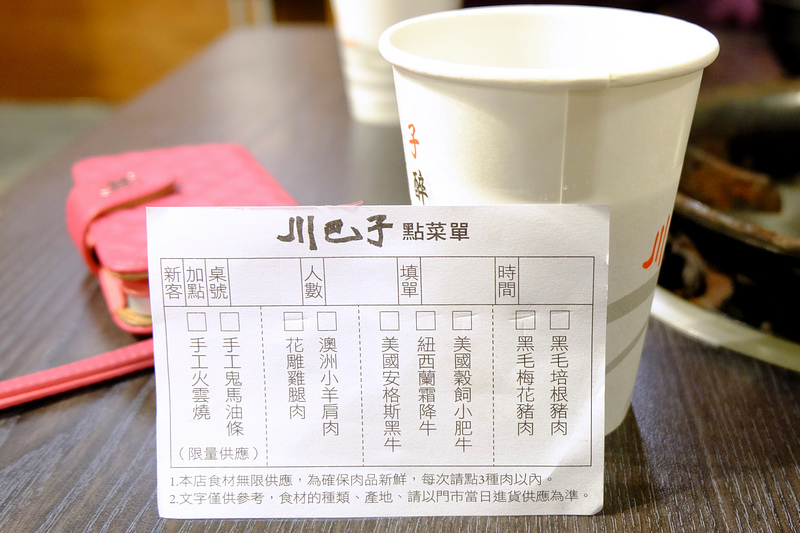 子
川巴子 點菜單
新客 加點 桌號 人數 填單 時間
黑毛培根豬肉
黑毛梅花豬肉
美國穀飼小肥牛
紐西蘭霜降牛
美國安格斯黑牛
澳洲小羊肩肉
花雕雞腿肉
手工鬼馬油條
手工火雲燒
(限量供應)
1.本店食材無限供應,為確保肉品新鮮,每次請點3種肉以內。
2.文字僅供參考,食材的種類、產地、請以門市當日進貨供應為準。